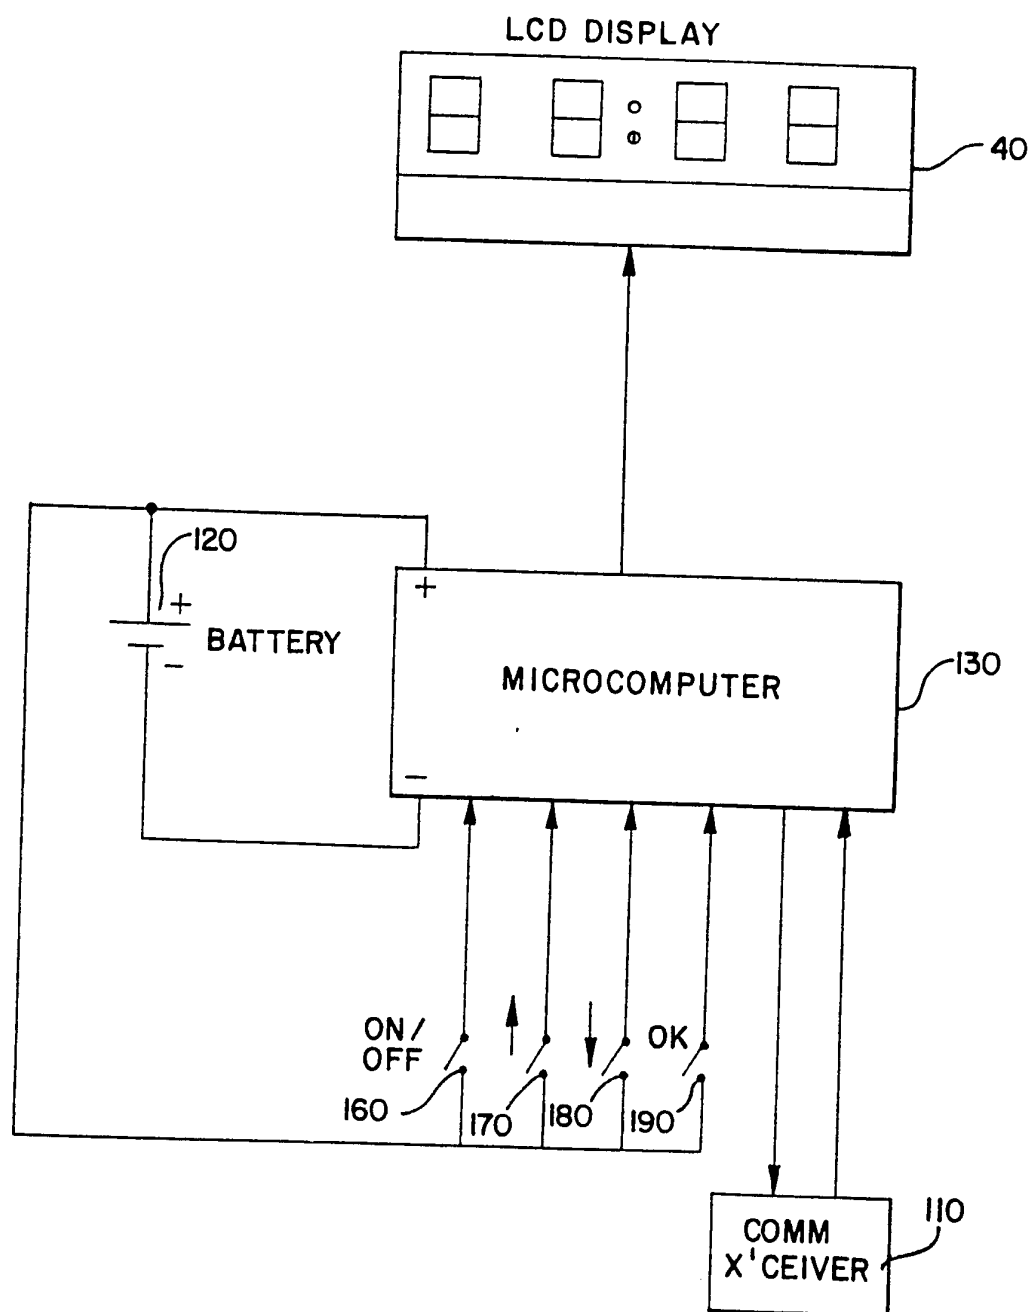 LCD DISPLAY
40
120
+
BATTERY
−
+
MICROCOMPUTER
130
−
ON/
OFF
OK
160
170
180
190
COMM
X'CEIVER
110